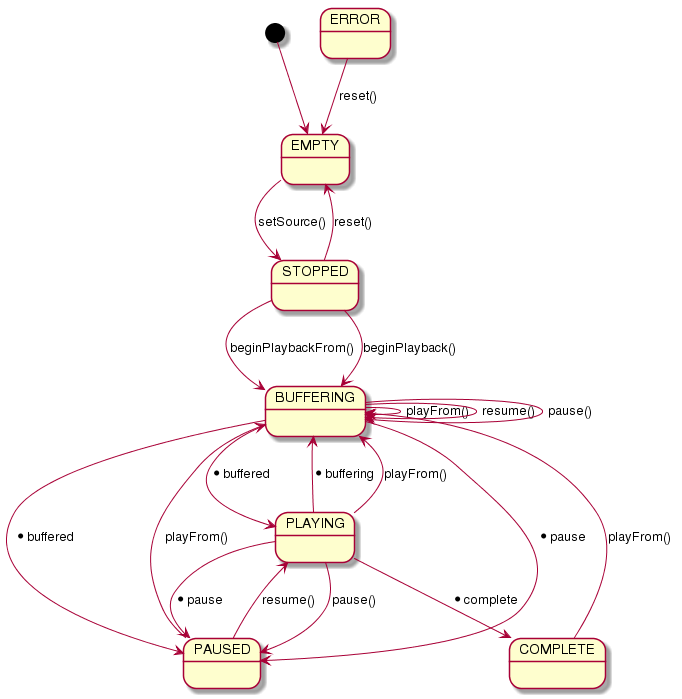 ERROR
reset()
EMPTY
setSource()
reset()
STOPPED
beginPlaybackFrom()
beginPlayback()
BUFFERING
playFrom()
resume()
pause()
• buffered
• buffering
playFrom()
PLAYING
• buffered
playFrom()
• pause
playFrom()
• pause
resume()
pause()
• complete
PAUSED
COMPLETE